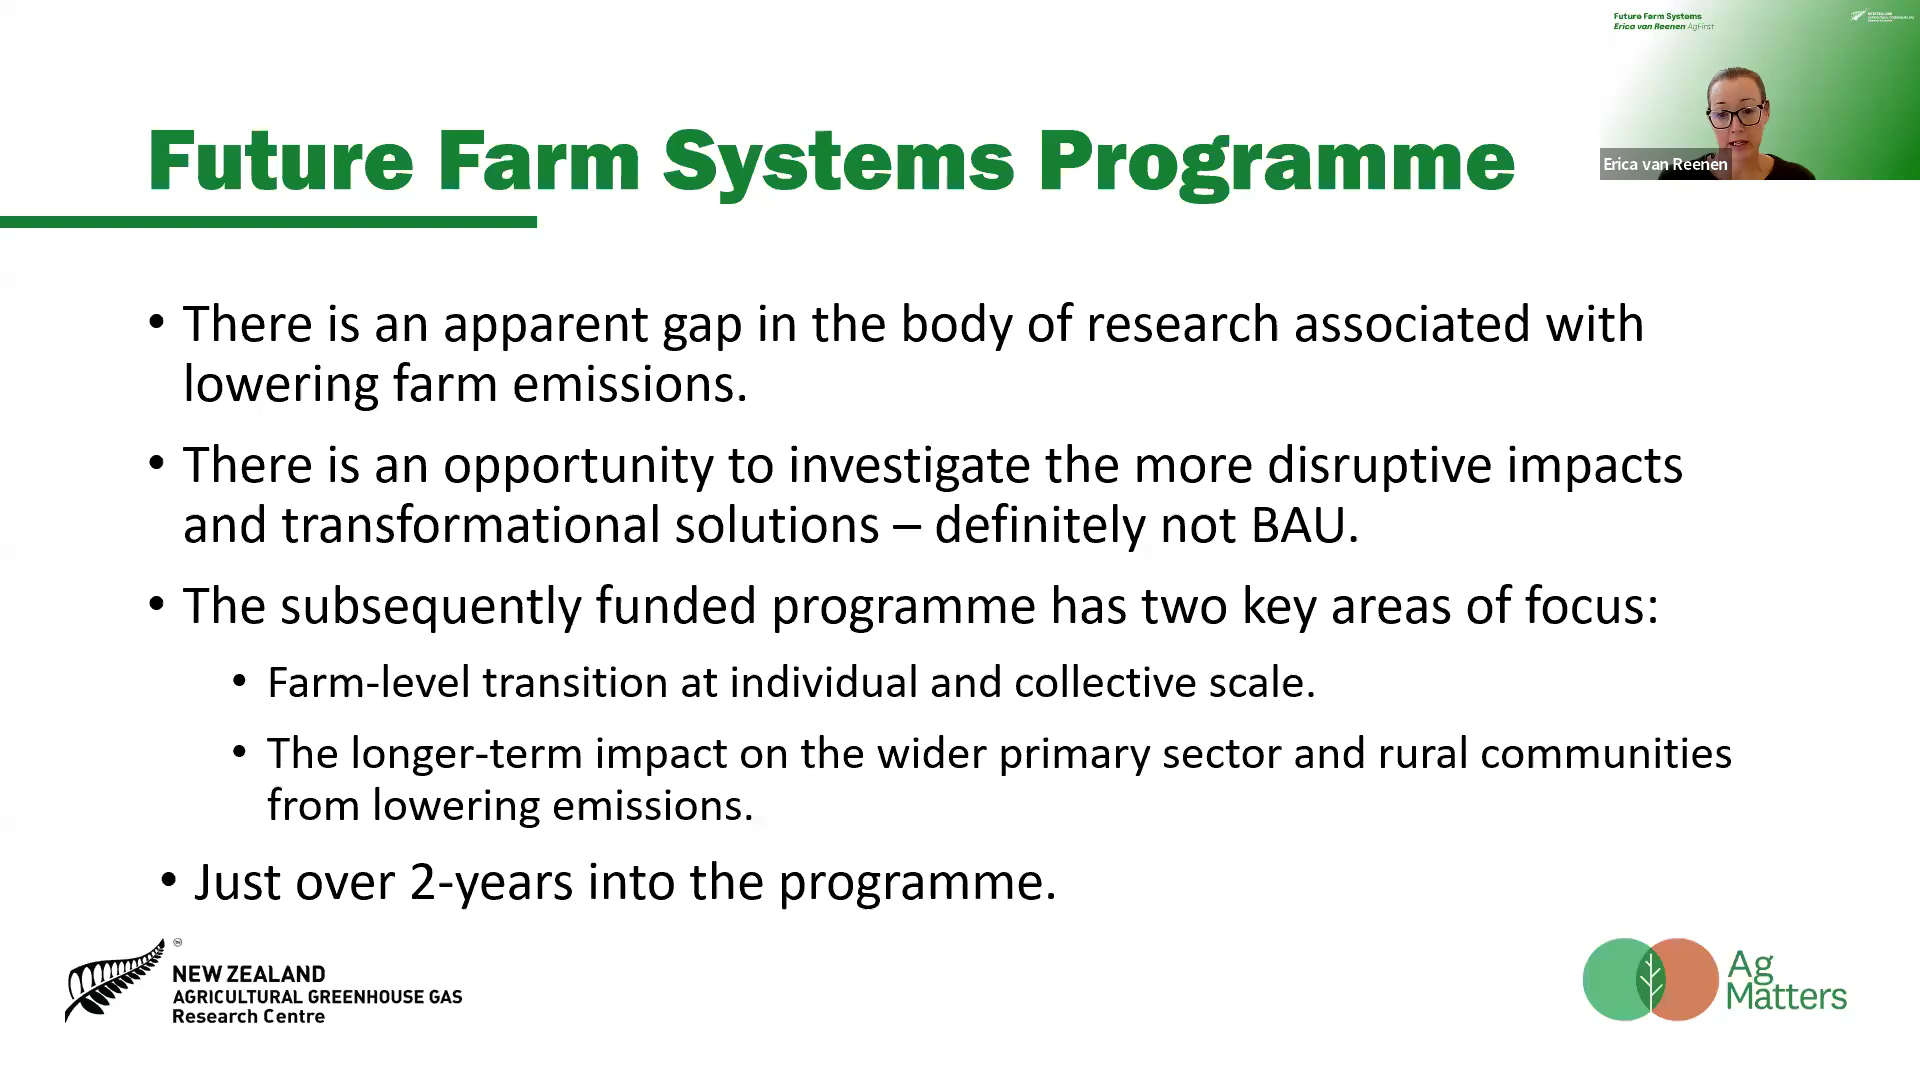 Future Farm Systems
Erica van Reenen AgFirst
Erica van Reenen
Future Farm Systems Programme
• There is an apparent gap in the body of research associated with
lowering farm emissions.
• There is an opportunity to investigate the more disruptive impacts
and transformational solutions – definitely not BAU.
• The subsequently funded programme has two key areas of focus:
• Farm-level transition at individual and collective scale.
• The longer-term impact on the wider primary sector and rural communities
from lowering emissions.
• Just over 2-years into the programme.
NEW ZEALAND
AGRICULTURAL GREENHOUSE GAS
Research Centre
Ag
Matters